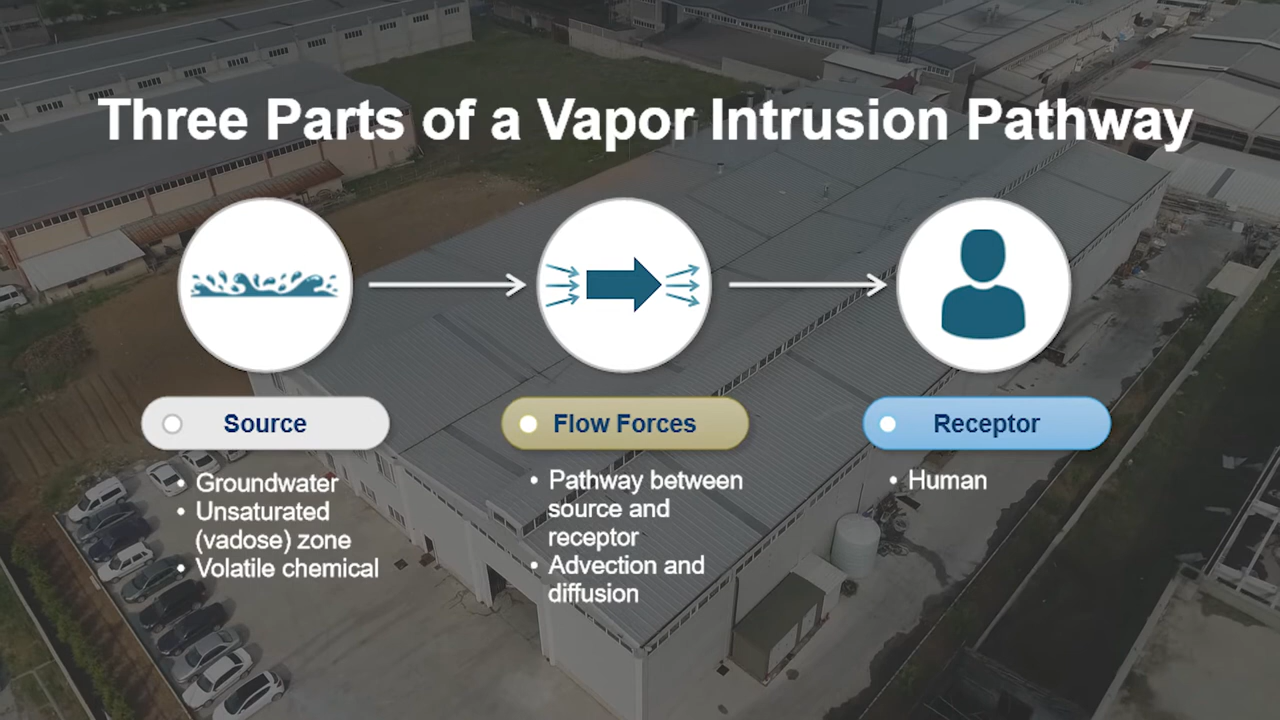 Three Parts of a Vapor Intrusion Pathway
Source
• Groundwater
• Unsaturated
(vadose) zone
• Volatile chemical
Flow Forces
• Pathway between
source and
receptor
• Advection and
diffusion
Receptor
• Human